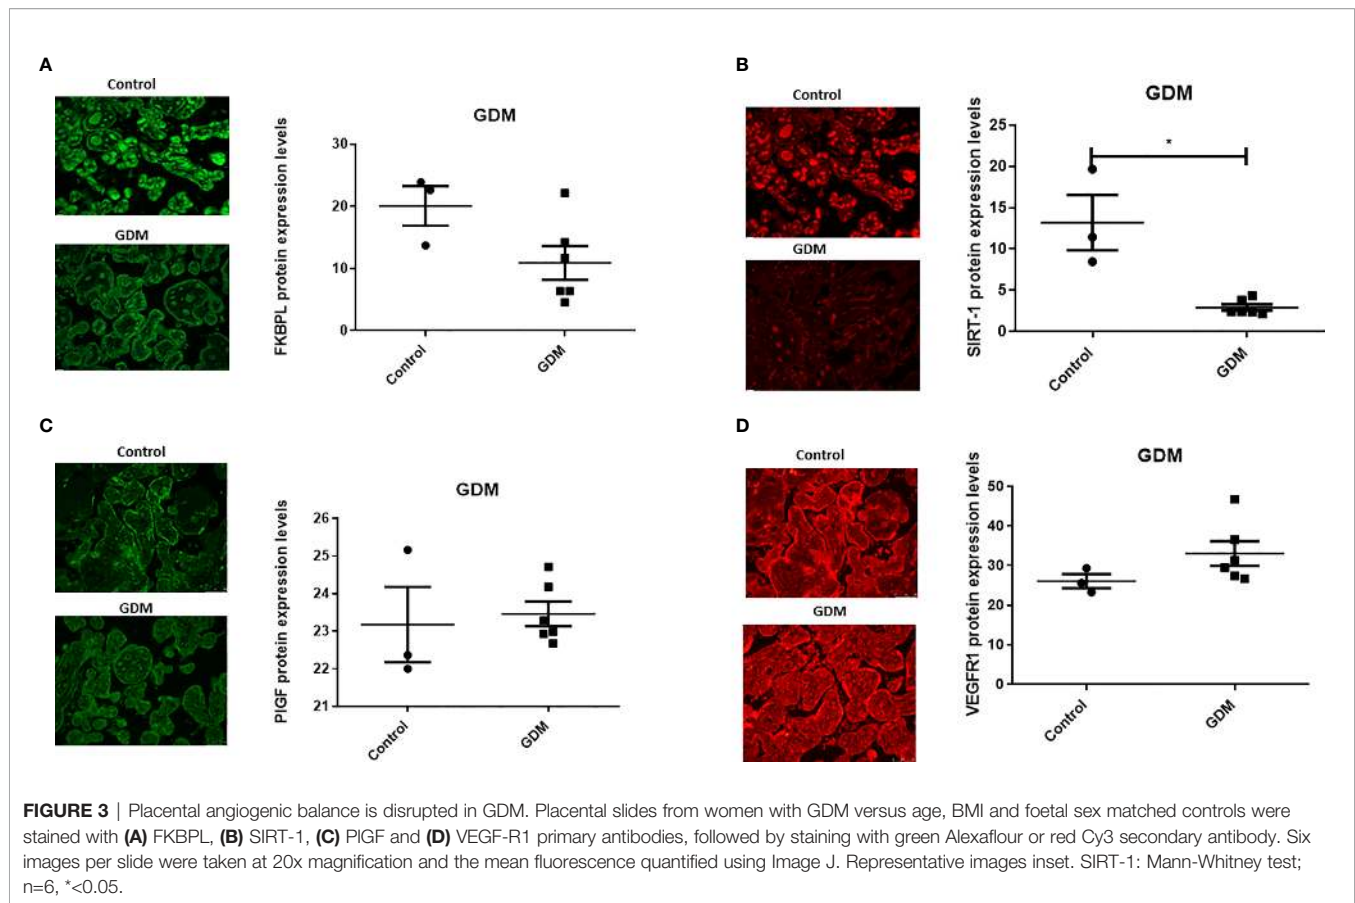 A
Control
GDM
GDM
FKBPL protein expression levels
30
20
10
0
Control
GDM
B
Control
GDM
GDM
SIRT-1 protein expression levels
25
20
15
10
5
0
*
Control
GDM
C
Control
GDM
GDM
PlGF protein expression levels
26
25
24
23
22
21
Control
GDM
D
Control
GDM
GDM
VEGFR1 protein expression levels
50
40
30
20
10
0
Control
GDM
FIGURE 3 | Placental angiogenic balance is disrupted in GDM. Placental slides from women with GDM versus age, BMI and foetal sex matched controls were
stained with (A) FKBPL, (B) SIRT-1, (C) PlGF and (D) VEGF-R1 primary antibodies, followed by staining with green Alexaflour or red Cy3 secondary antibody. Six
images per slide were taken at 20x magnification and the mean fluorescence quantified using Image J. Representative images inset. SIRT-1: Mann-Whitney test;
n=6, *<0.05.